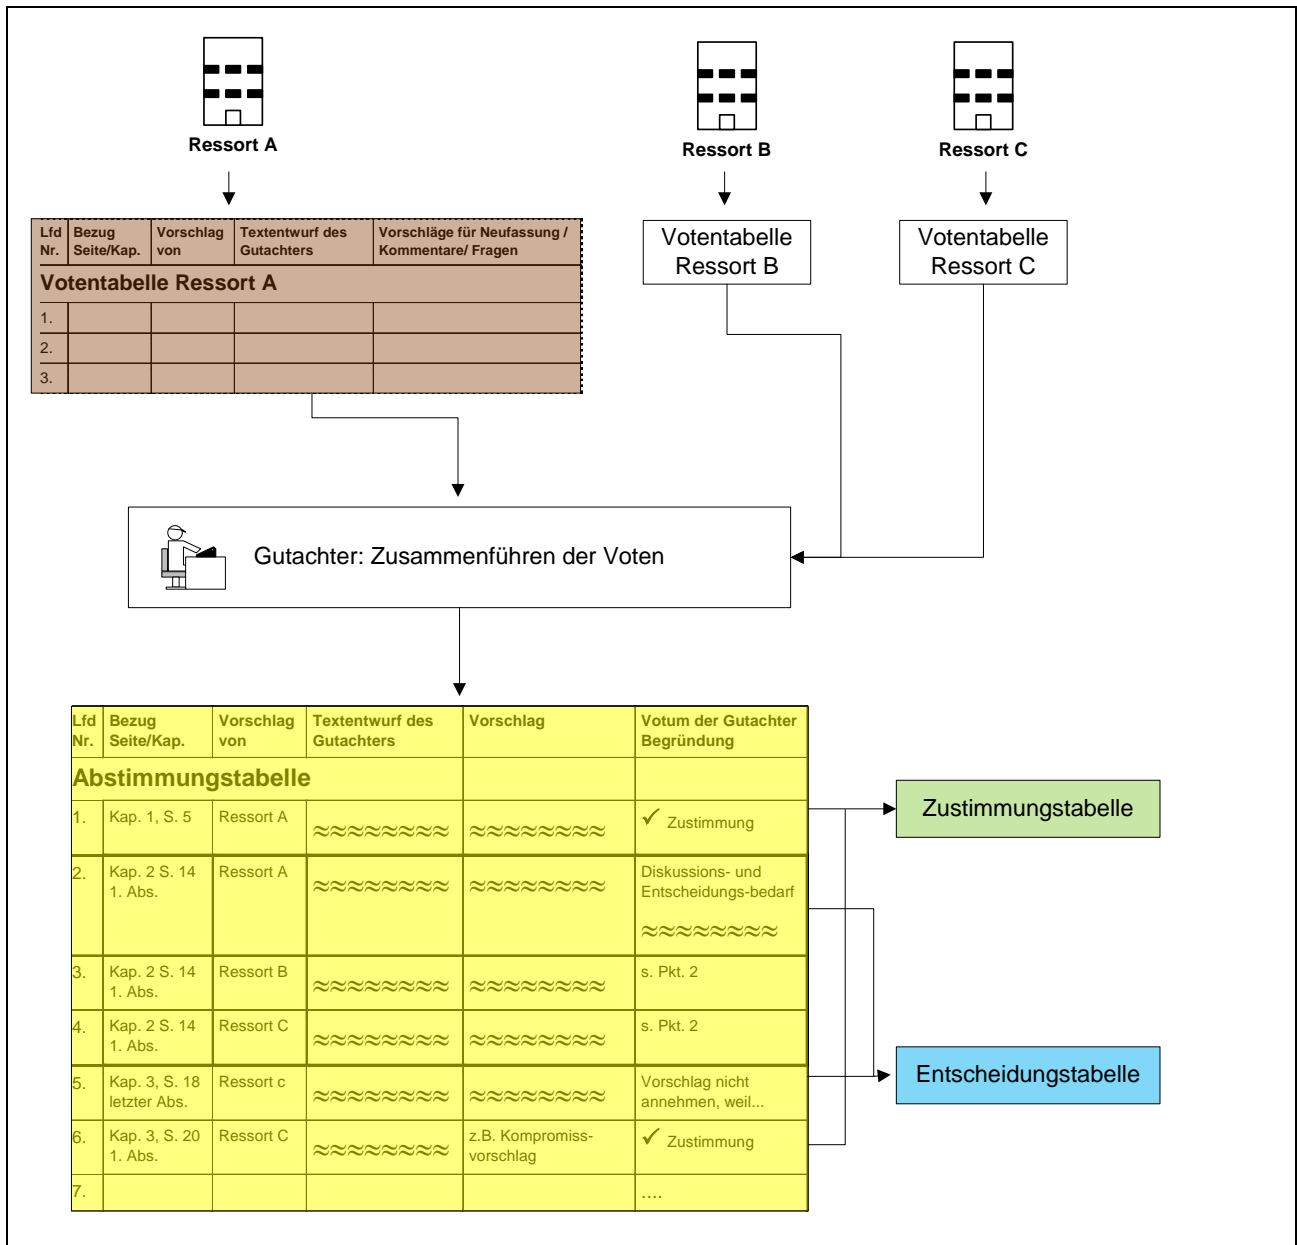 Ressort A
Ressort B
Ressort C
Lfd Nr.
Bezug Seite/Kap.
Vorschlag von
Textentwurf des Gutachters
Vorschläge für Neufassung / Kommentare/ Fragen
Votentabelle Ressort A
1.
2.
3.
Votentabelle
Ressort B
Votentabelle
Ressort C
Gutachter: Zusammenführen der Voten
Lfd Nr.
Bezug Seite/Kap.
Vorschlag von
Textentwurf des Gutachters
Vorschlag
Votum der Gutachter Begründung
Abstimmungstabelle
1. Kap. 1, S. 5 Ressort A ≈≈≈≈≈≈≈≈ ≈≈≈≈≈≈≈≈ ✓ Zustimmung
2. Kap. 2 S. 14 Ressort A ≈≈≈≈≈≈≈≈ ≈≈≈≈≈≈≈≈ Diskussions- und
1. Abs. Entscheidungs-bedarf
≈≈≈≈≈≈≈≈
3. Kap. 2 S. 14 Ressort B ≈≈≈≈≈≈≈≈ ≈≈≈≈≈≈≈≈ s. Pkt. 2
1. Abs.
4. Kap. 2 S. 14 Ressort C ≈≈≈≈≈≈≈≈ ≈≈≈≈≈≈≈≈ s. Pkt. 2
1. Abs.
5. Kap. 3, S. 18 Ressort c ≈≈≈≈≈≈≈≈ ≈≈≈≈≈≈≈≈ Vorschlag nicht
letzter Abs. annehmen, weil...
6. Kap. 3, S. 20 Ressort C ≈≈≈≈≈≈≈≈ z.B. Kompromiss- ✓ Zustimmung
1. Abs. vorschlag
7. ....
Zustimmungstabelle
Entscheidungstabelle